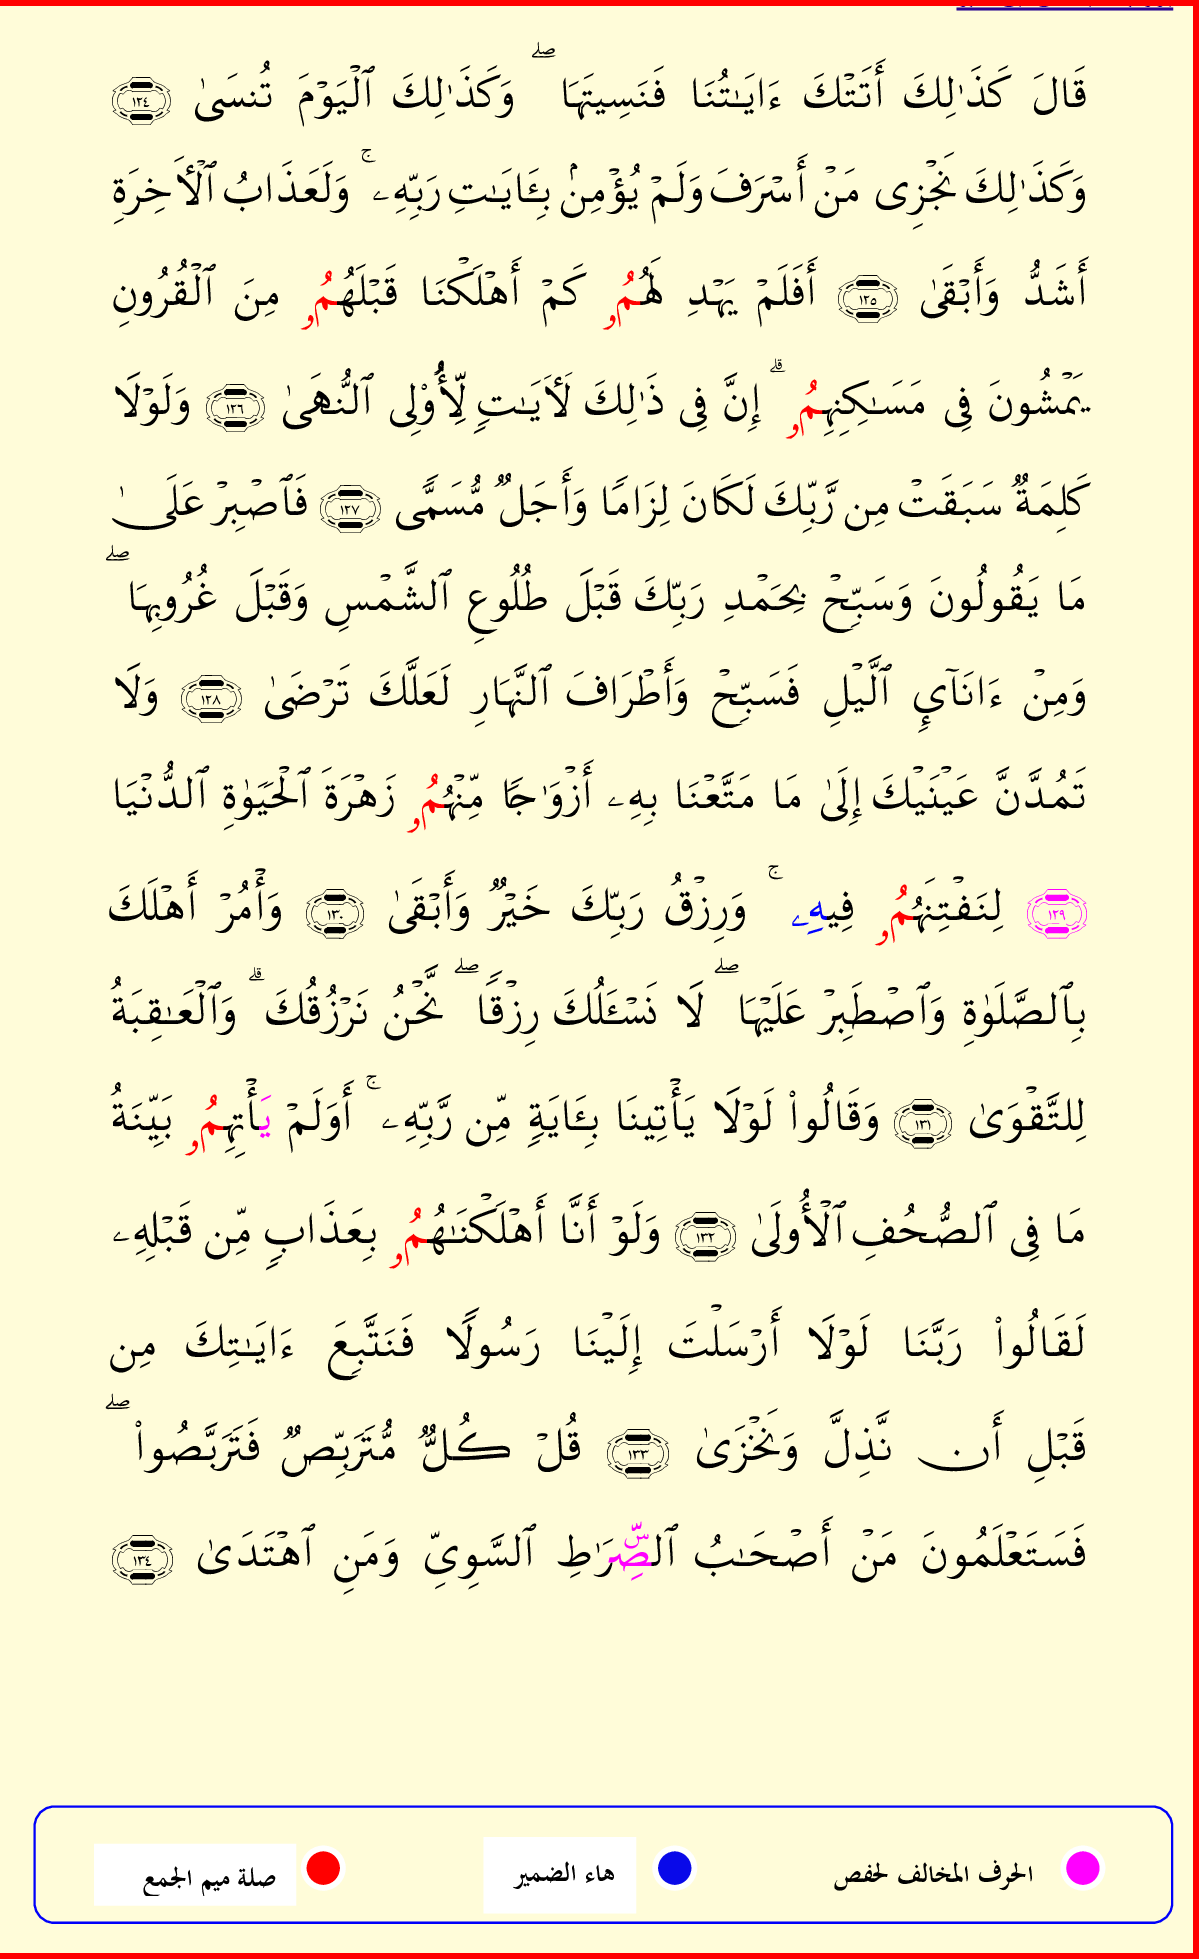 قَالَ كَذَٰلِكَ أَتَتْكَ ءَايَـٰتُنَا فَنَسِيتَهَا ۖ وَكَذَٰلِكَ ٱلْيَوْمَ تُنسَىٰ ١٢٤
وَكَذَٰلِكَ نَجْزِى مَنْ أَسْرَفَ وَلَمْ يُؤْمِنۢ بِـَٔايَـٰتِ رَبِّهِۦ ۚ وَلَعَذَابُ ٱلْأَخِرَةِ
أَشَدُّ وَأَبْقَىٰ ١٢٥ أَفَلَمْ يَهْدِ لَهُمُۥ كَمْ أَهْلَكْنَا قَبْلَهُمُۥ مِنَ ٱلْقُرُونِ
يَمْشُونَ فِى مَسَـٰكِنِهِمُۥ ۗ إِنَّ فِى ذَٰلِكَ لَأَيَـٰتٍ لِّأُو۟لِى ٱلنُّهَىٰ ١٢٦ وَلَوْلَا
كَلِمَةٌ سَبَقَتْ مِن رَّبِّكَ لَكَانَ لِزَامًا وَأَجَلٌ مُّسَمًّى ١٢٧ فَٱصْبِرْ عَلَىٰ
مَا يَقُولُونَ وَسَبِّحْ بِحَمْدِ رَبِّكَ قَبْلَ طُلُوعِ ٱلشَّمْسِ وَقَبْلَ غُرُوبِهَا ۖ
وَمِنْ ءَانَآئِ ٱلَّيْلِ فَسَبِّحْ وَأَطْرَافَ ٱلنَّهَارِ لَعَلَّكَ تَرْضَىٰ ١٢٨ وَلَا
تَمُدَّنَّ عَيْنَيْكَ إِلَىٰ مَا مَتَّعْنَا بِهِۦ أَزْوَٰجًا مِّنْهُمُۥ زَهْرَةَ ٱلْحَيَوٰةِ ٱلدُّنْيَا
١٢٩ لِنَفْتِنَهُمُۥ فِيهِۦ ۚ وَرِزْقُ رَبِّكَ خَيْرٌ وَأَبْقَىٰ ١٣٠ وَأْمُرْ أَهْلَكَ
بِٱلصَّلَوٰةِ وَٱصْطَبِرْ عَلَيْهَا ۖ لَا نَسْـَٔلُكَ رِزْقًا ۖ نَّحْنُ نَرْزُقُكَ ۗ وَٱلْعَـٰقِبَةُ
لِلتَّقْوَىٰ ١٣١ وَقَالُوا۟ لَوْلَا يَأْتِينَا بِـَٔايَةٍ مِّن رَّبِّهِۦ ۚ أَوَلَمْ يَأْتِهِمُۥ بَيِّنَةُ
مَا فِى ٱلصُّحُفِ ٱلْأُولَىٰ ١٣٢ وَلَوْ أَنَّا أَهْلَكْنَـٰهُمُۥ بِعَذَابٍ مِّن قَبْلِهِۦ
لَقَالُوا۟ رَبَّنَا لَوْلَا أَرْسَلْتَ إِلَيْنَا رَسُولًا فَنَتَّبِعَ ءَايَـٰتِكَ مِن
قَبْلِ أَن نَّذِلَّ وَنَخْزَىٰ ١٣٣ قُلْ كُلٌّ مُّتَرَبِّصٌ فَتَرَبَّصُوا۟ ۖ
فَسَتَعْلَمُونَ مَنْ أَصْحَـٰبُ ٱلصِّرَٰطِ ٱلسَّوِىِّ وَمَنِ ٱهْتَدَىٰ ١٣٤
الحرف المخالف لحفص هاء الضمير صلة ميم الجمع